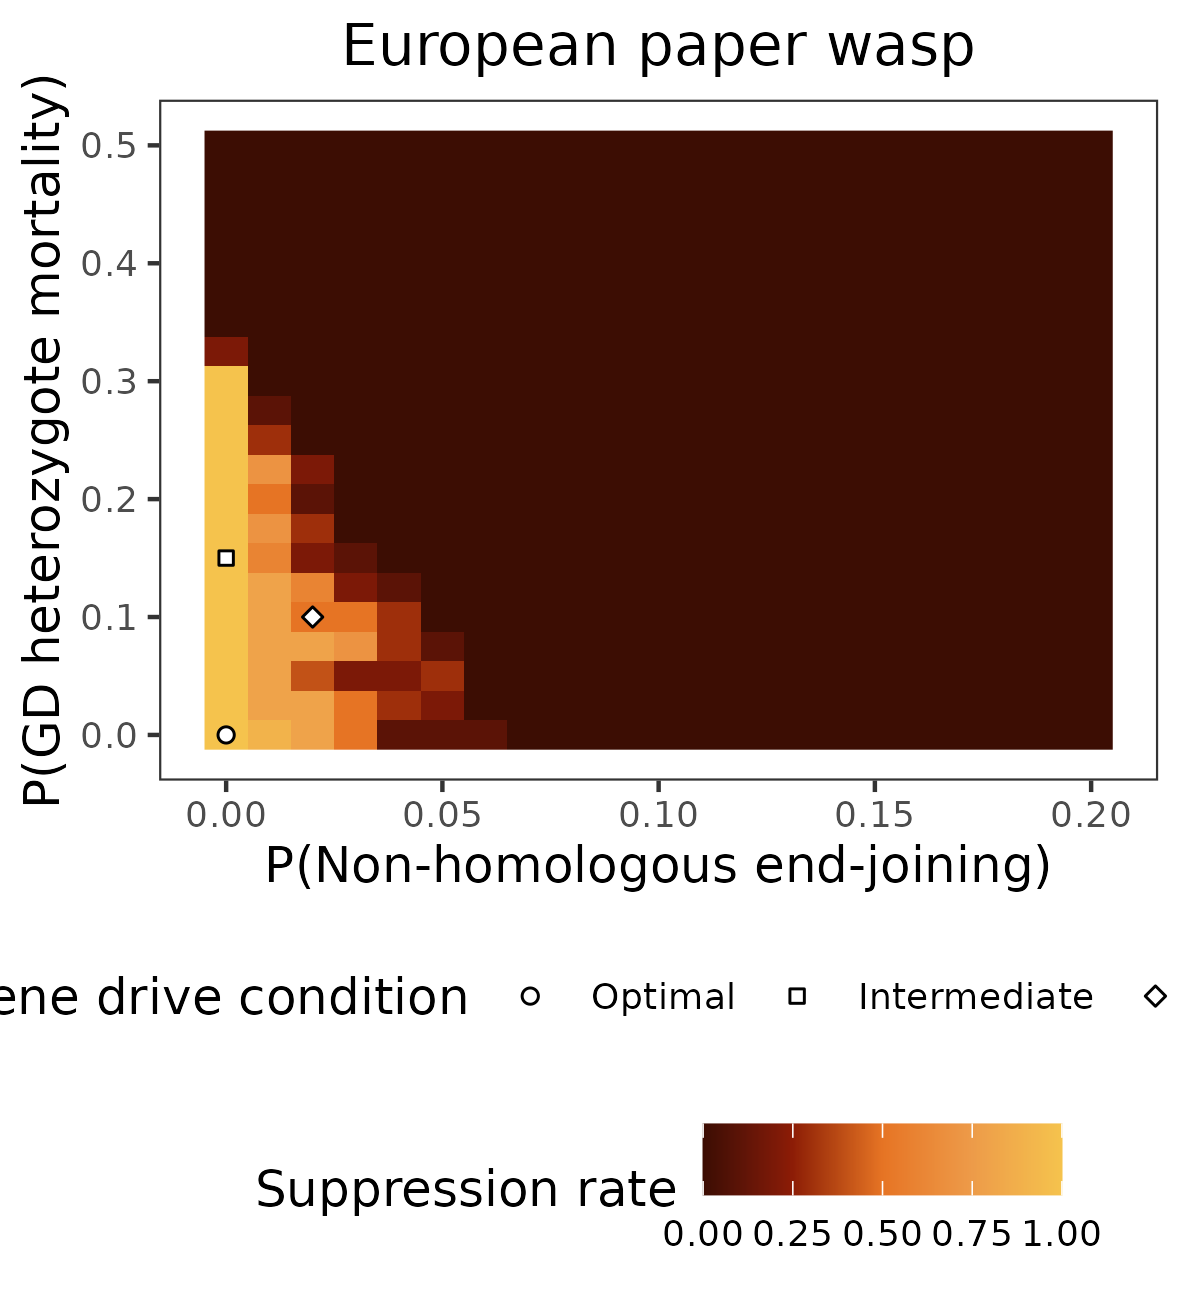 European paper wasp
P(GD heterozygote mortality)
0.5
0.4
0.3
0.2
0.1
0.0
0.00 0.05 0.10 0.15 0.20
P(Non-homologous end-joining)
ene drive condition Optimal Intermediate
Suppression rate
0.00 0.25 0.50 0.75 1.00